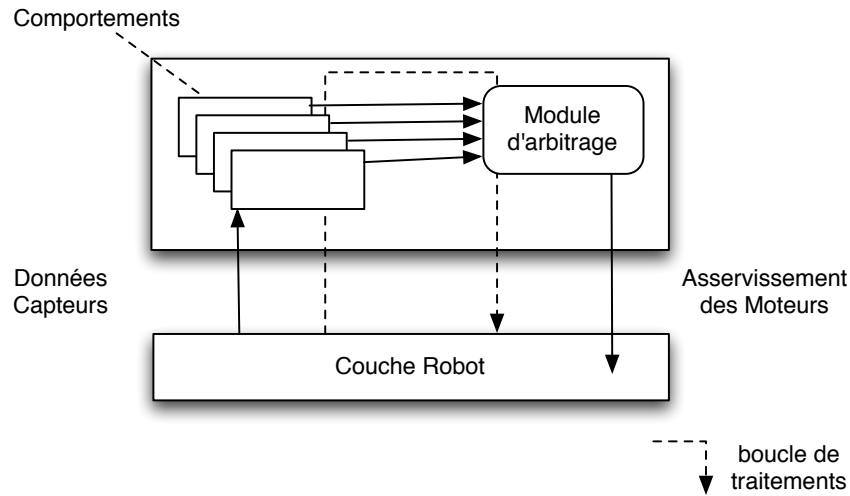 Comportements
Module
d'arbitrage
Données
Capteurs
Asservissement
des Moteurs
Couche Robot
boucle de
traitements